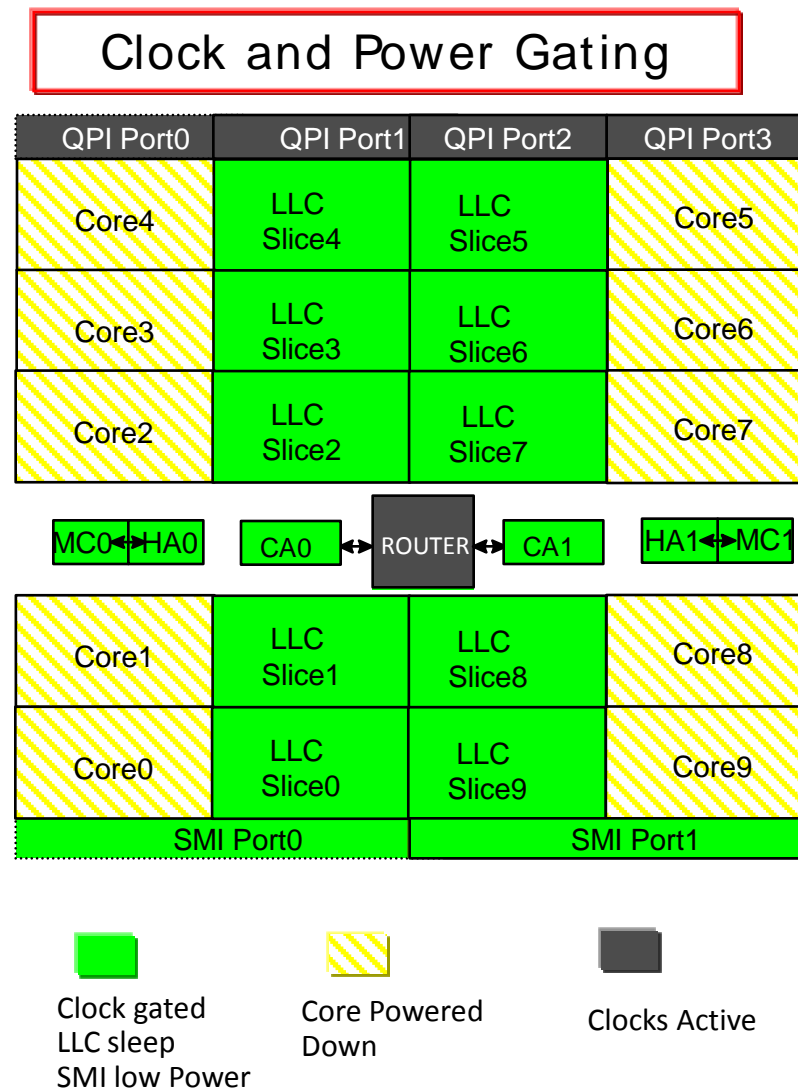 Clock and Power Gating
QPI Port0
QPI Port1
QPI Port2
QPI Port3
Core4
LLC
Slice4
LLC
Slice5
Core5
Core3
LLC
Slice3
LLC
Slice6
Core6
Core2
LLC
Slice2
LLC
Slice7
Core7
MC0
HA0
CA0
ROUTER
CA1
HA1
MC1
Core1
LLC
Slice1
LLC
Slice8
Core8
Core0
LLC
Slice0
LLC
Slice9
Core9
SMI Port0
SMI Port1
Clock gated
LLC sleep
SMI low Power
Core Powered
Down
Clocks Active